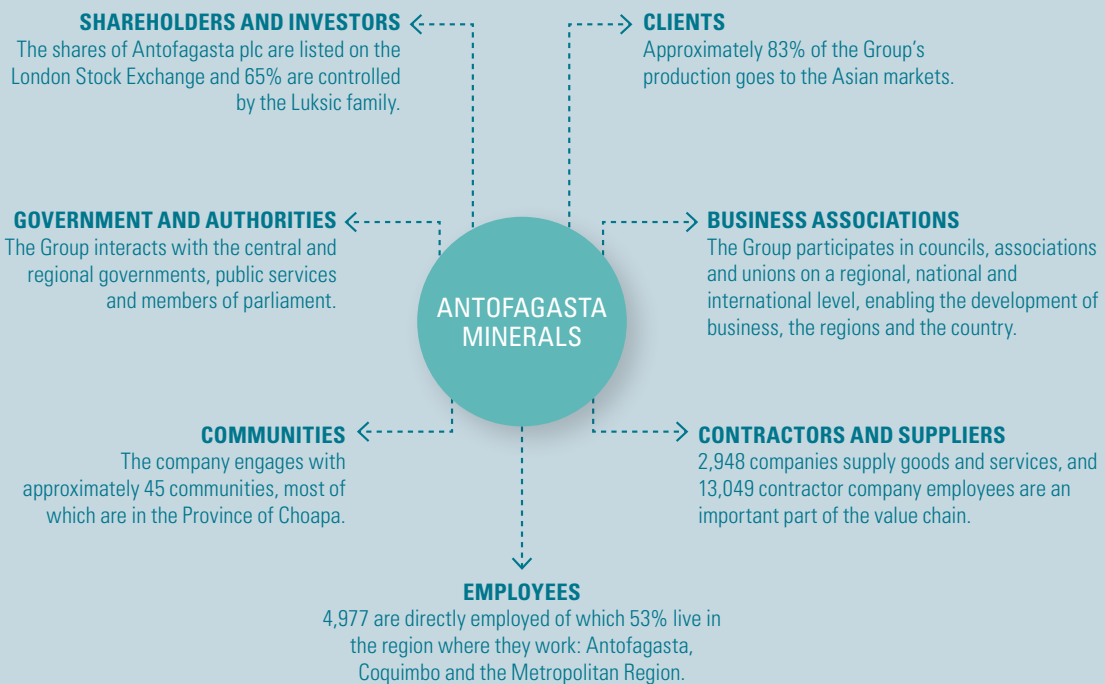 SHAREHOLDERS AND INVESTORS
The shares of Antofagasta plc are listed on the
London Stock Exchange and 65% are controlled
by the Luksic family.
CLIENTS
Approximately 83% of the Group's
production goes to the Asian markets.
GOVERNMENT AND AUTHORITIES
The Group interacts with the central and
regional governments, public services
and members of parliament.
BUSINESS ASSOCIATIONS
The Group participates in councils, associations
and unions on a regional, national and
international level, enabling the development of
business, the regions and the country.
ANTOFAGASTA
MINERALS
COMMUNITIES
The company engages with
approximately 45 communities, most of
which are in the Province of Choapa.
CONTRACTORS AND SUPPLIERS
2,948 companies supply goods and services, and
13,049 contractor company employees are an
important part of the value chain.
EMPLOYEES
4,977 are directly employed of which 53% live in
the region where they work: Antofagasta,
Coquimbo and the Metropolitan Region.